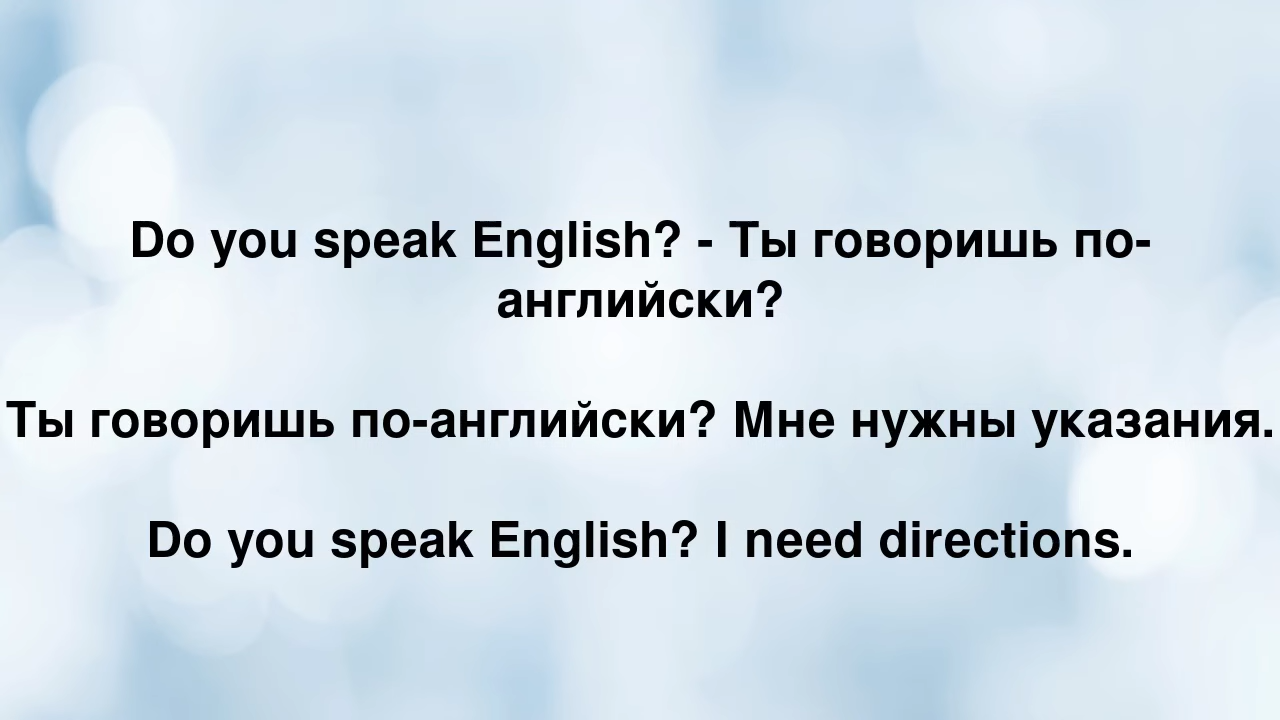 Do you speak English? - Ты говоришь по-
английски?
Ты говоришь по-английски? Мне нужны указания.
Do you speak English? I need directions.